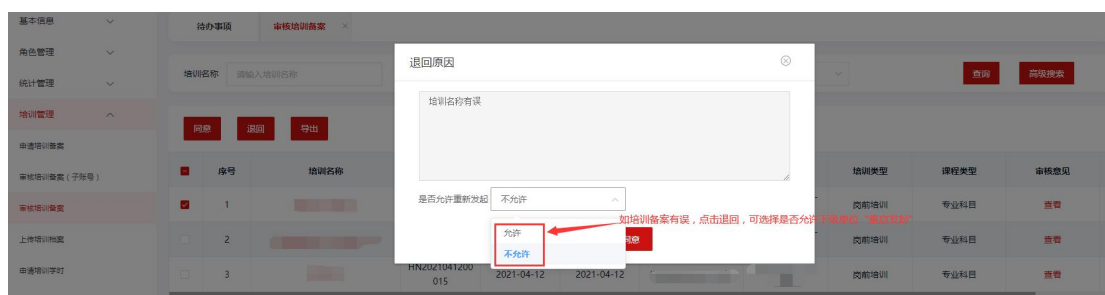 基本信息
角色管理
统计管理
培训管理
申请培训备案
审核培训备案（子账号）
审核培训备案
上传培训档案
申请培训学时
待办事项 审核培训备案 ×
培训名称 请输入培训名称
查询 高级搜索
同意 退回 导出
序号 培训名称 培训类型 课程类型 审核意见
1 岗前培训 专业科目 查看
2 岗前培训 专业科目 查看
3 HN2021041200015 2021-04-12 2021-04-12 岗前培训 专业科目 查看
退回原因
培训名称有误
是否允许重新发起 不允许
如培训备案有误，点击退回，可选择是否允许下级单位“重新发起”
允许
不允许